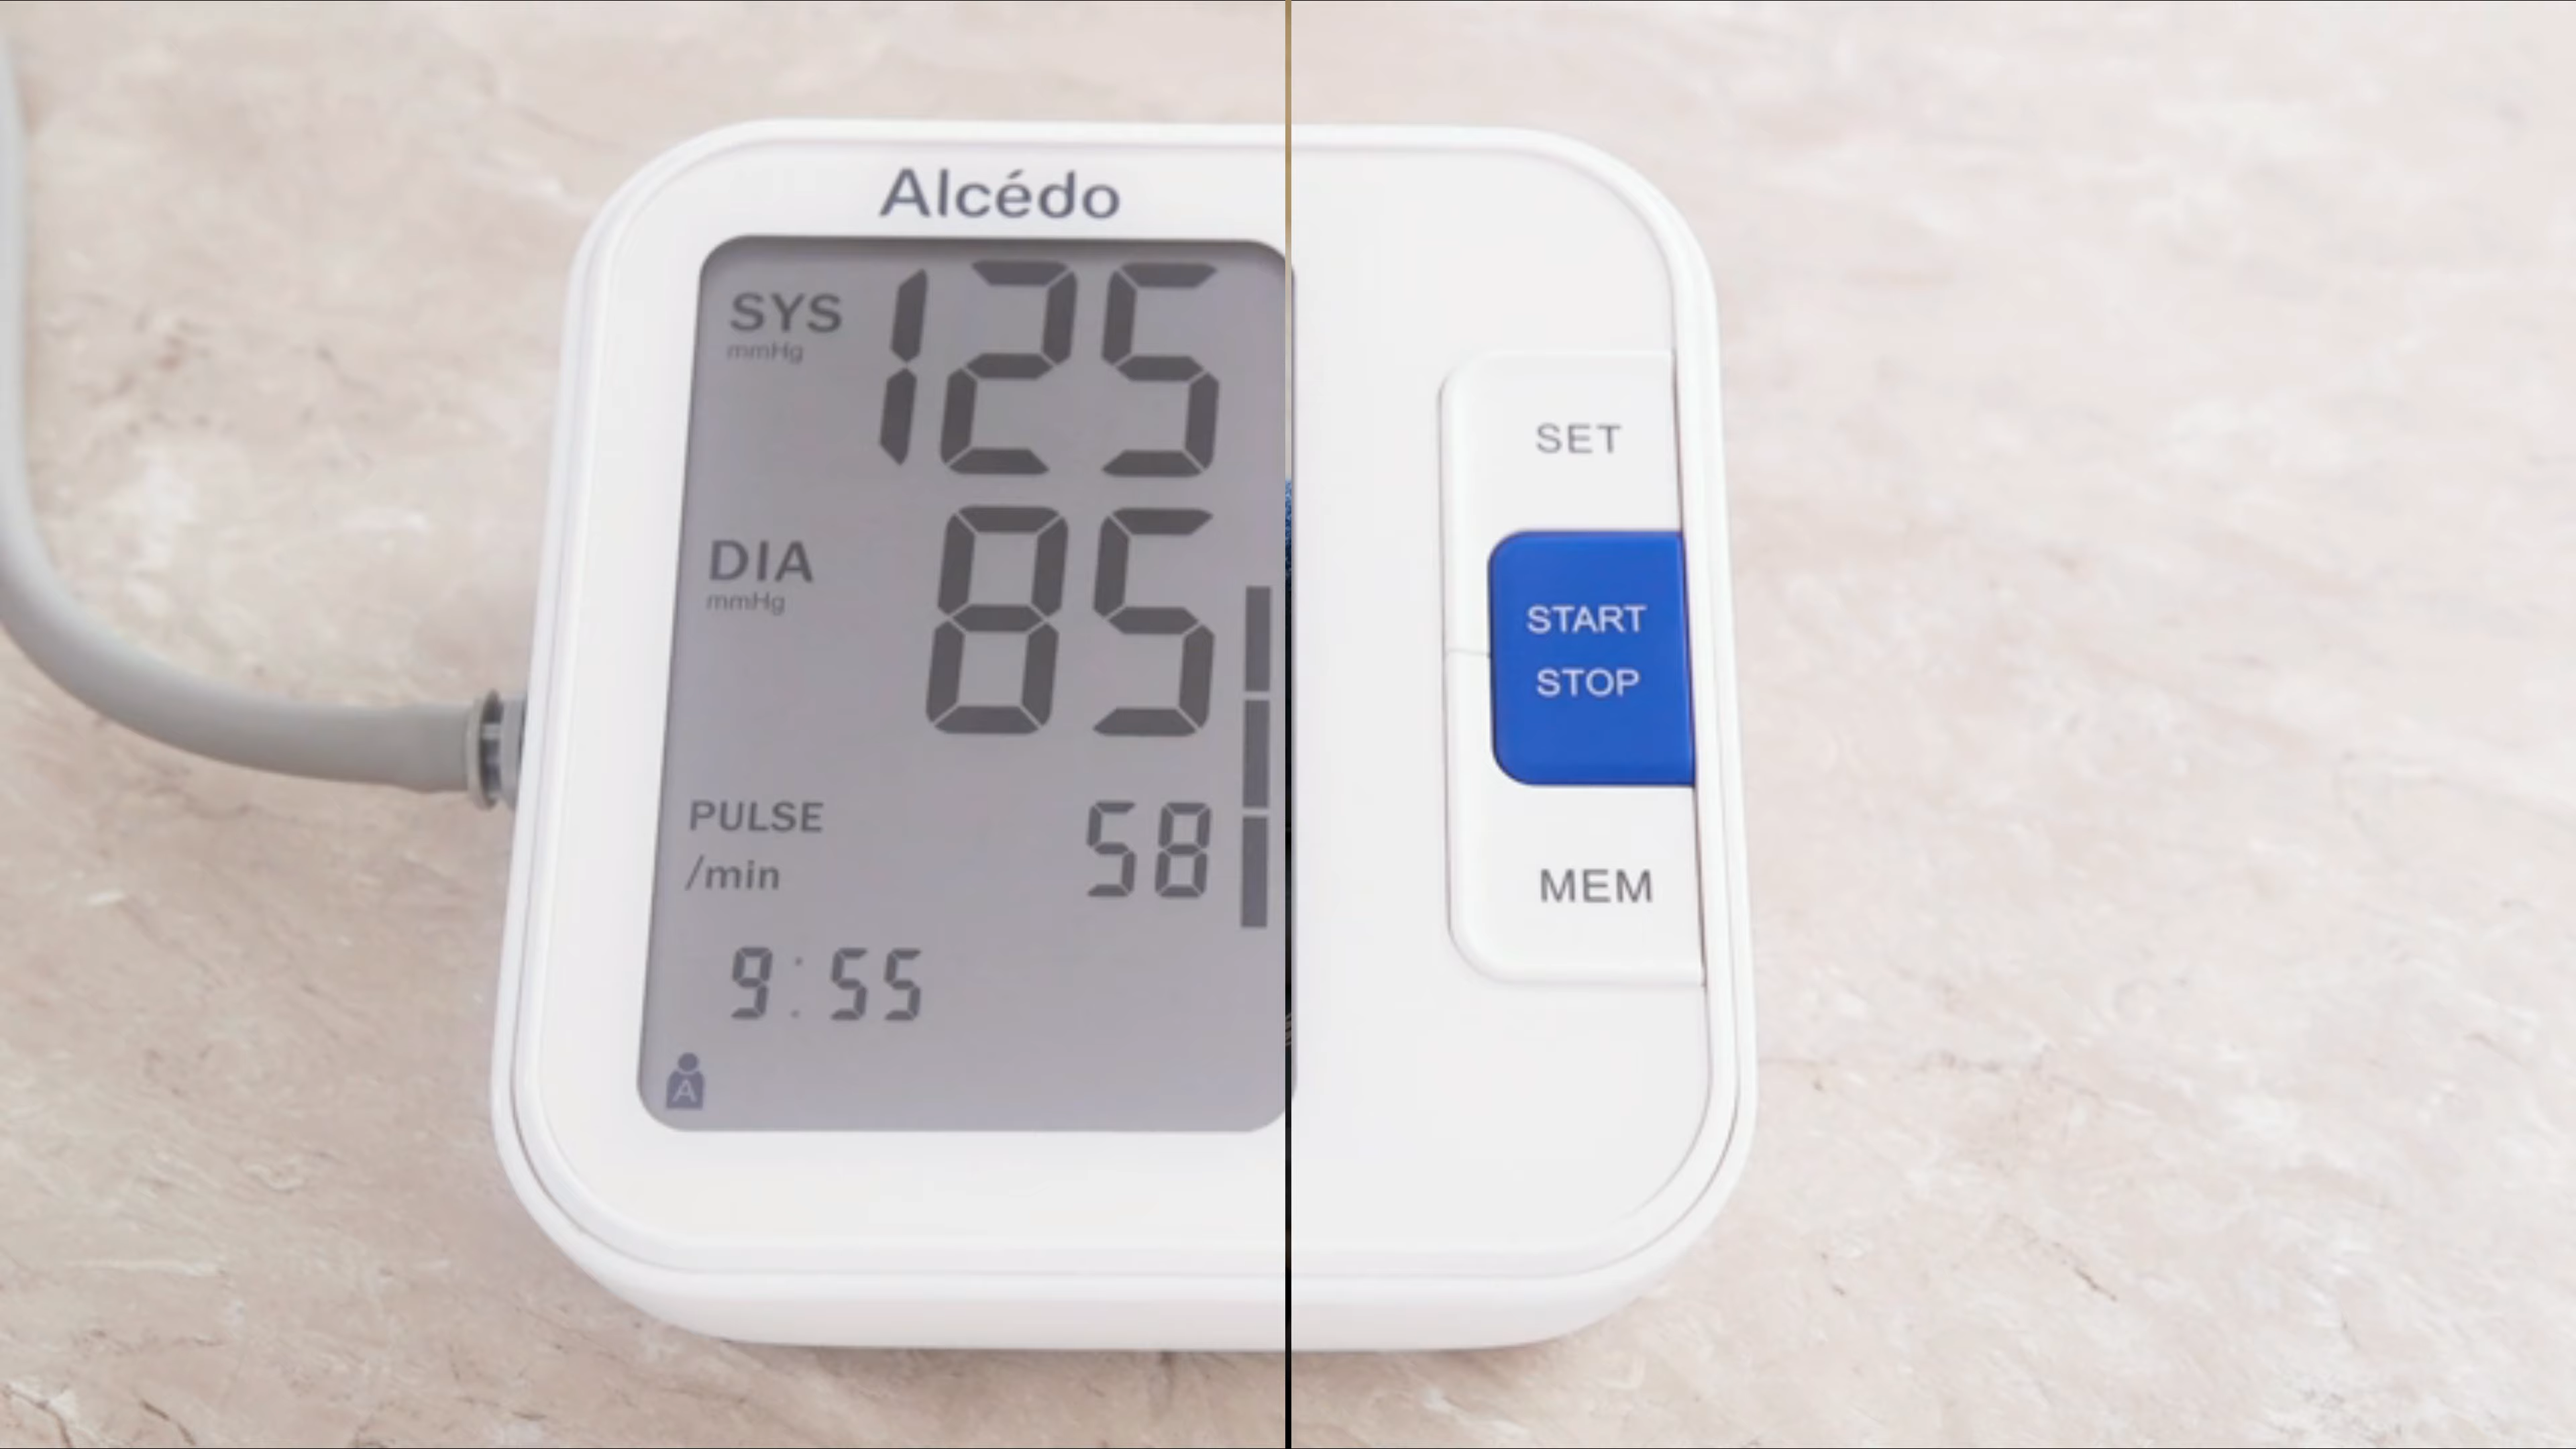 Alcédo
SYS 125
mmHg
DIA 85
mmHg
PULSE 58
/min
9:55
A
SET
START
STOP
MEM